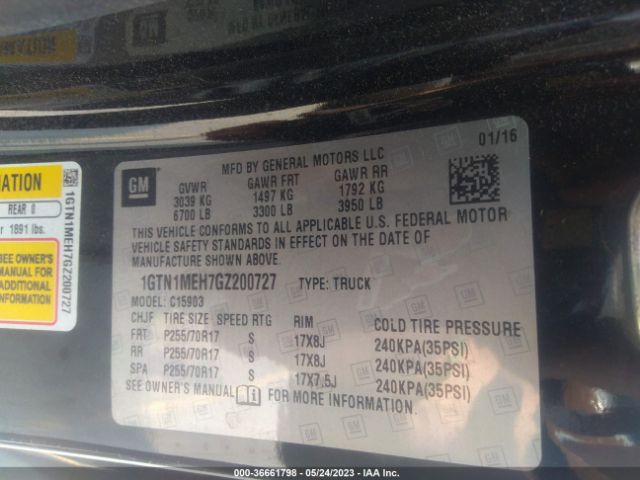 01/16
GM
MFD BY GENERAL MOTORS LLC
GVWR GAWR FRT GAWR RR
3039 KG 1497 KG 1792 KG
6700 LB 3300 LB 3950 LB
THIS VEHICLE CONFORMS TO ALL APPLICABLE U.S. FEDERAL MOTOR
VEHICLE SAFETY STANDARDS IN EFFECT ON THE DATE OF
MANUFACTURE SHOWN ABOVE.
1GTN1MEH7GZ200727 TYPE: TRUCK
MODEL: C15903
CHJF TIRE SIZE SPEED RTG RIM COLD TIRE PRESSURE
FRT P255/70R17 S 17X8J 240KPA(35PSI)
RR P255/70R17 S 17X8J 240KPA(35PSI)
SPA P255/70R17 S 17X7.5J 240KPA(35PSI)
SEE OWNER'S MANUAL FOR MORE INFORMATION.
REAR 0
1891 lbs.
SEE OWNER'S
MANUAL FOR
ADDITIONAL
INFORMATION
1GTN1MEH7GZ200727
000-36661798 - 05/24/2023 - IAA Inc.